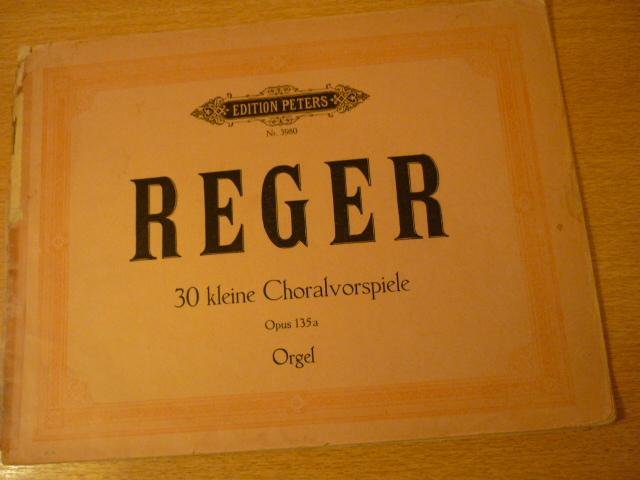 EDITION PETERS
Nr. 3980
REGER
30 kleine Choralvorspiele
Opus 135a
Orgel